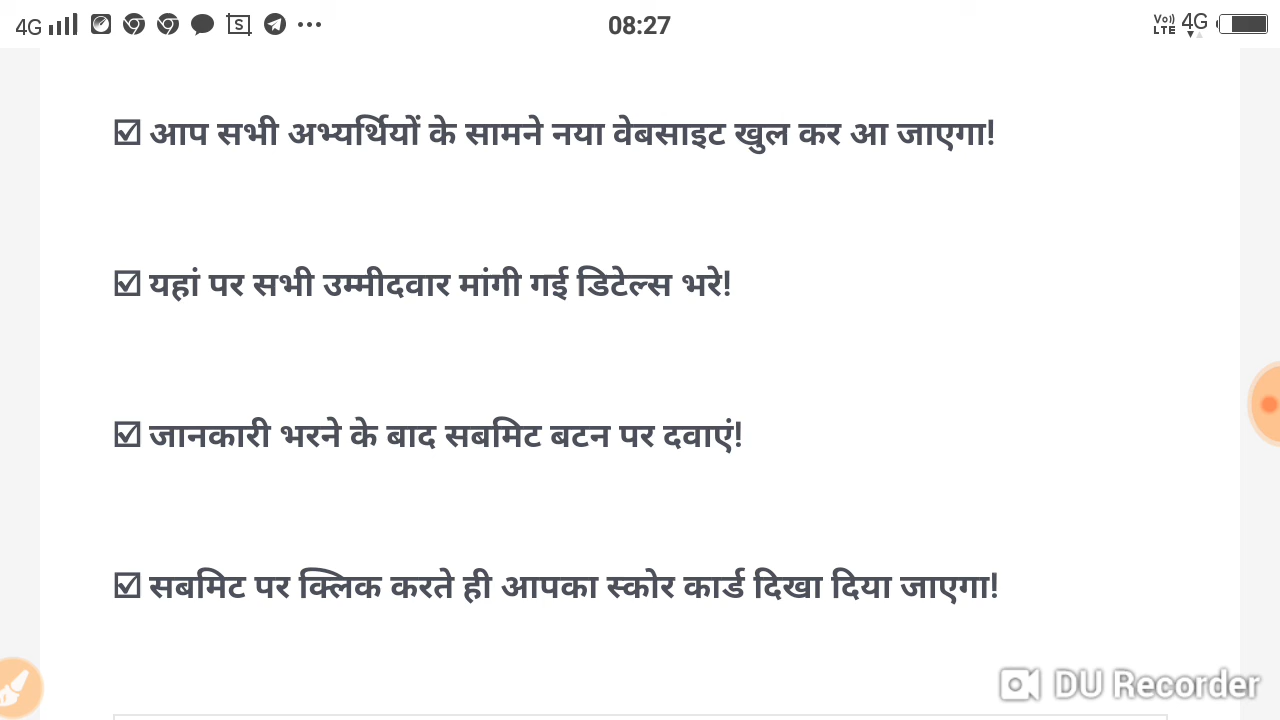 4G 08:27 Vo)) LTE 4G
☑ आप सभी अभ्यर्थियों के सामने नया वेबसाइट खुल कर आ जाएगा!
☑ यहां पर सभी उम्मीदवार मांगी गई डिटेल्स भरे!
☑ जानकारी भरने के बाद सबमिट बटन पर दवाएं!
☑ सबमिट पर क्लिक करते ही आपका स्कोर कार्ड दिखा दिया जाएगा!
DU Recorder